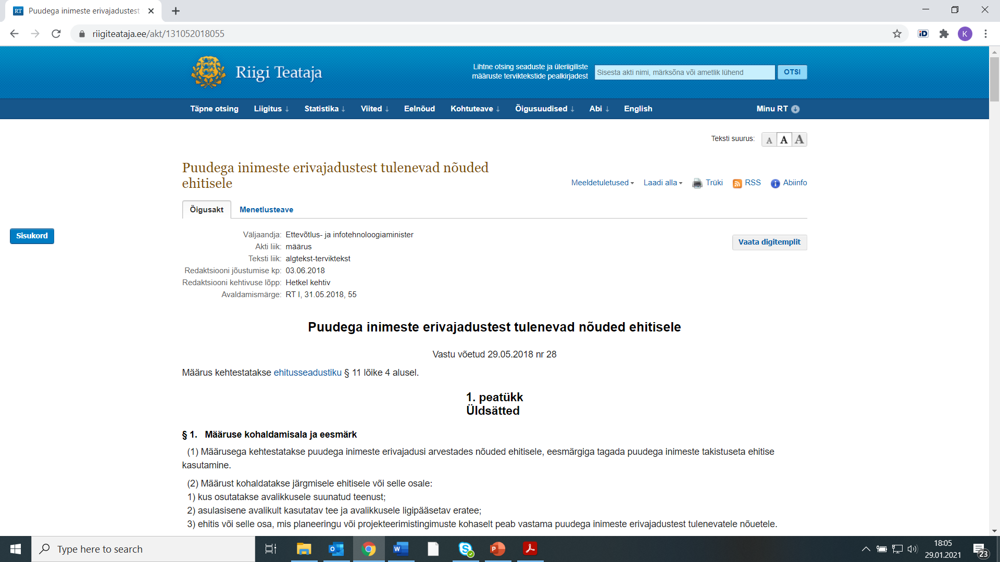 RT Puudega inimeste erivajadustest
riigiteataja.ee/akt/131052018055
iD
K
Riigi Teataja
Lihtne otsing seaduste ja üleriigiliste
määruste terviktekstide pealkirjadest
Sisesta akti nimi, märksõna või ametlik lühend
OTSI
Täpne otsing Liigitus ↓ Statistika ↓ Viited ↓ Eelnõud Kohtuteave ↓ Õigusuudised ↓ Abi ↓ English Minu RT
Teksti suurus: A A A
Puudega inimeste erivajadustest tulenevad nõuded
ehitisele
Meeldetuletused Laadi alla Trüki RSS Abiinfo
Õigusakt Menetlusteave
Sisukord
Väljaandja: Ettevõtlus- ja infotehnoloogiaminister
Vaata digitemplit
Akti liik: määrus
Teksti liik: algtekst-terviktekst
Redaktsiooni jõustumise kp: 03.06.2018
Redaktsiooni kehtivuse lõpp: Hetkel kehtiv
Avaldamismärge: RT I, 31.05.2018, 55
Puudega inimeste erivajadustest tulenevad nõuded ehitisele
Vastu võetud 29.05.2018 nr 28
Määrus kehtestatakse ehitusseadustiku § 11 lõike 4 alusel.
1. peatükk
Üldsätted
§ 1. Määruse kohaldamisala ja eesmärk
(1) Määrusega kehtestatakse puudega inimeste erivajadusi arvestades nõuded ehitisele, eesmärgiga tagada puudega inimeste takistuseta ehitise
kasutamine.
(2) Määrust kohaldatakse järgmisele ehitisele või selle osale:
1) kus osutatakse avalikkusele suunatud teenust;
2) asulasisene avalikult kasutatav tee ja avalikkusele ligipääsetav eratee;
3) ehitis või selle osa, mis planeeringu või projekteerimistingimuste kohaselt peab vastama puudega inimeste erivajadustest tulenevatele nõuetele.
Type here to search
18:05
29.01.2021
23